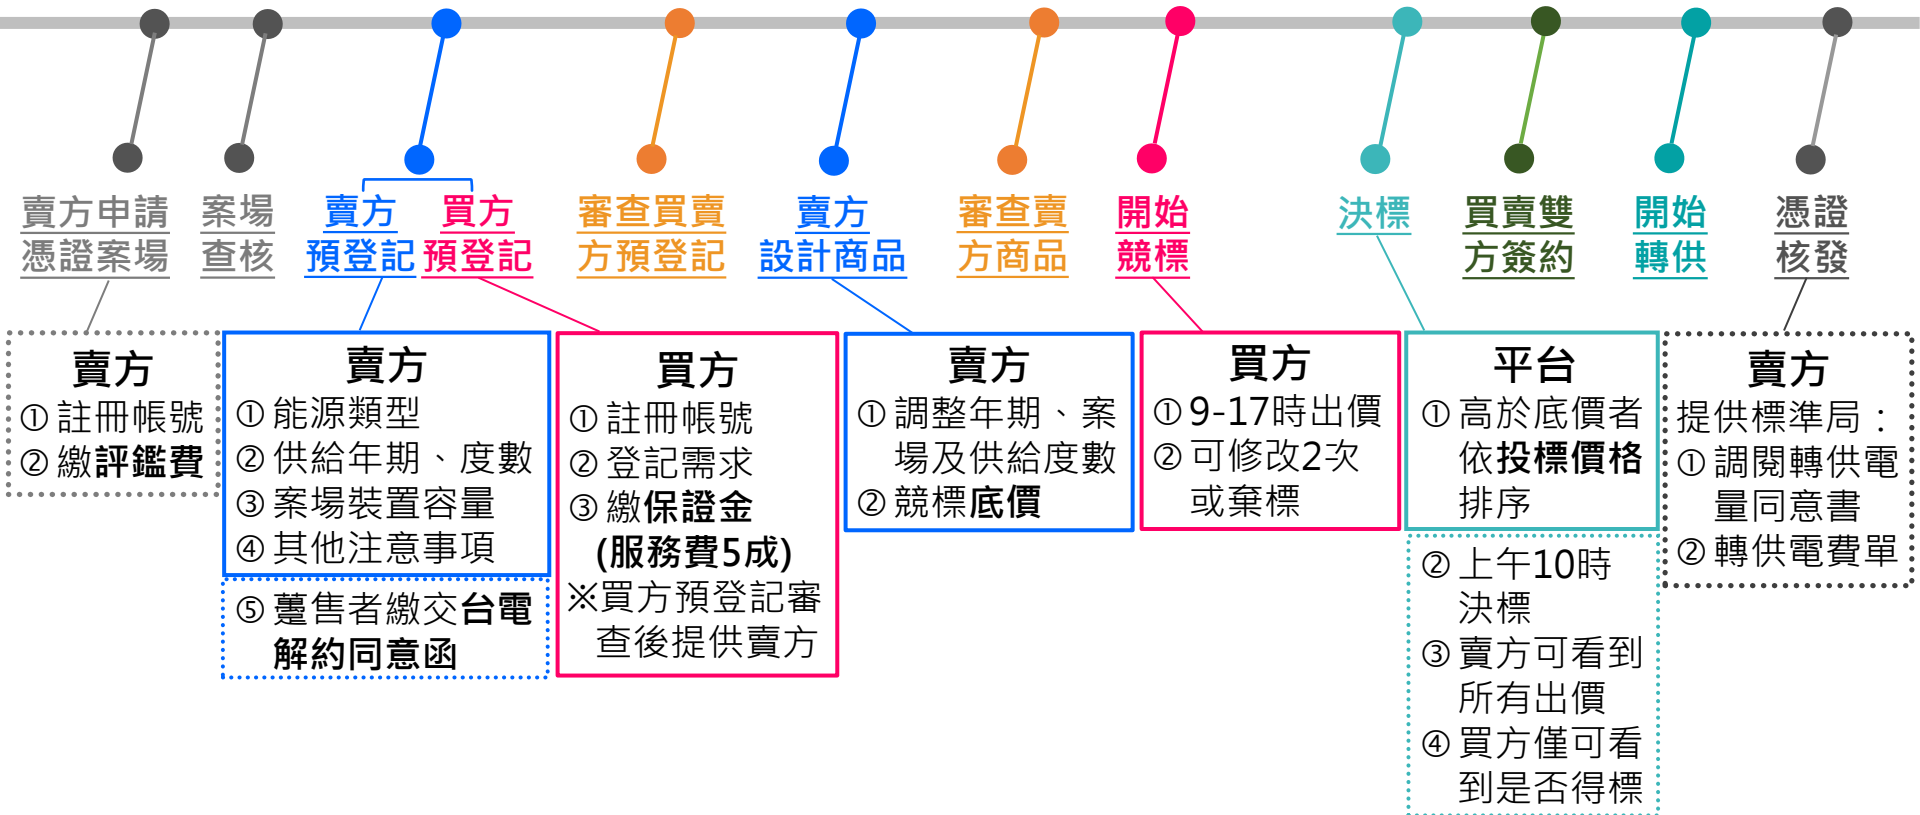 賣方申請
憑證案場
案場
查核
賣方
預登記
買方
預登記
審查買賣
方預登記
賣方
設計商品
審查賣
方商品
開始
競標
決標
買賣雙
方簽約
開始
轉供
憑證
核發
賣方
① 註冊帳號
② 繳評鑑費
賣方
① 能源類型
② 供給年期、度數
③ 案場裝置容量
④ 其他注意事項
⑤ 躉售者繳交台電
解約同意函
買方
① 註冊帳號
② 登記需求
③ 繳保證金
(服務費5成)
※買方預登記審
查後提供賣方
賣方
① 調整年期、案
場及供給度數
② 競標底價
買方
① 9-17時出價
② 可修改2次
或棄標
平台
① 高於底價者
依投標價格
排序
② 上午10時
決標
③ 賣方可看到
所有出價
④ 買方僅可看
到是否得標
賣方
提供標準局：
① 調閱轉供電
量同意書
② 轉供電費單